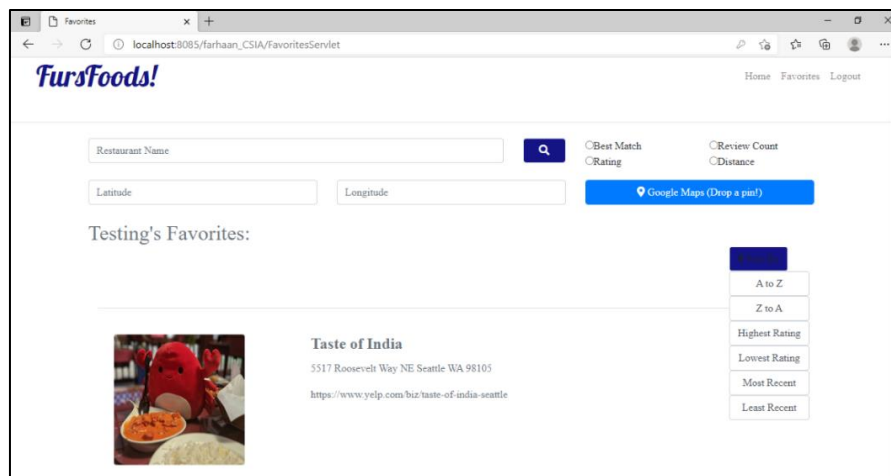 Favorites
localhost:8085/farhaan_CSIA/FavoritesServlet
FursFoods!
Home Favorites Logout
Restaurant Name
Best Match Review Count
Rating Distance
Latitude Longitude Google Maps (Drop a pin!)
Testing's Favorites:
A to Z
Z to A
Highest Rating
Lowest Rating
Most Recent
Least Recent
Taste of India
5517 Roosevelt Way NE Seattle WA 98105
https://www.yelp.com/biz/taste-of-india-seattle